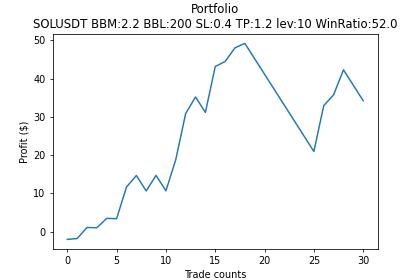 Portfolio
SOLUSDT BBM:2.2 BBL:200 SL:0.4 TP:1.2 lev:10 WinRatio:52.0
50
40
30
20
10
0
Profit ($)
0 5 10 15 20 25 30
Trade counts